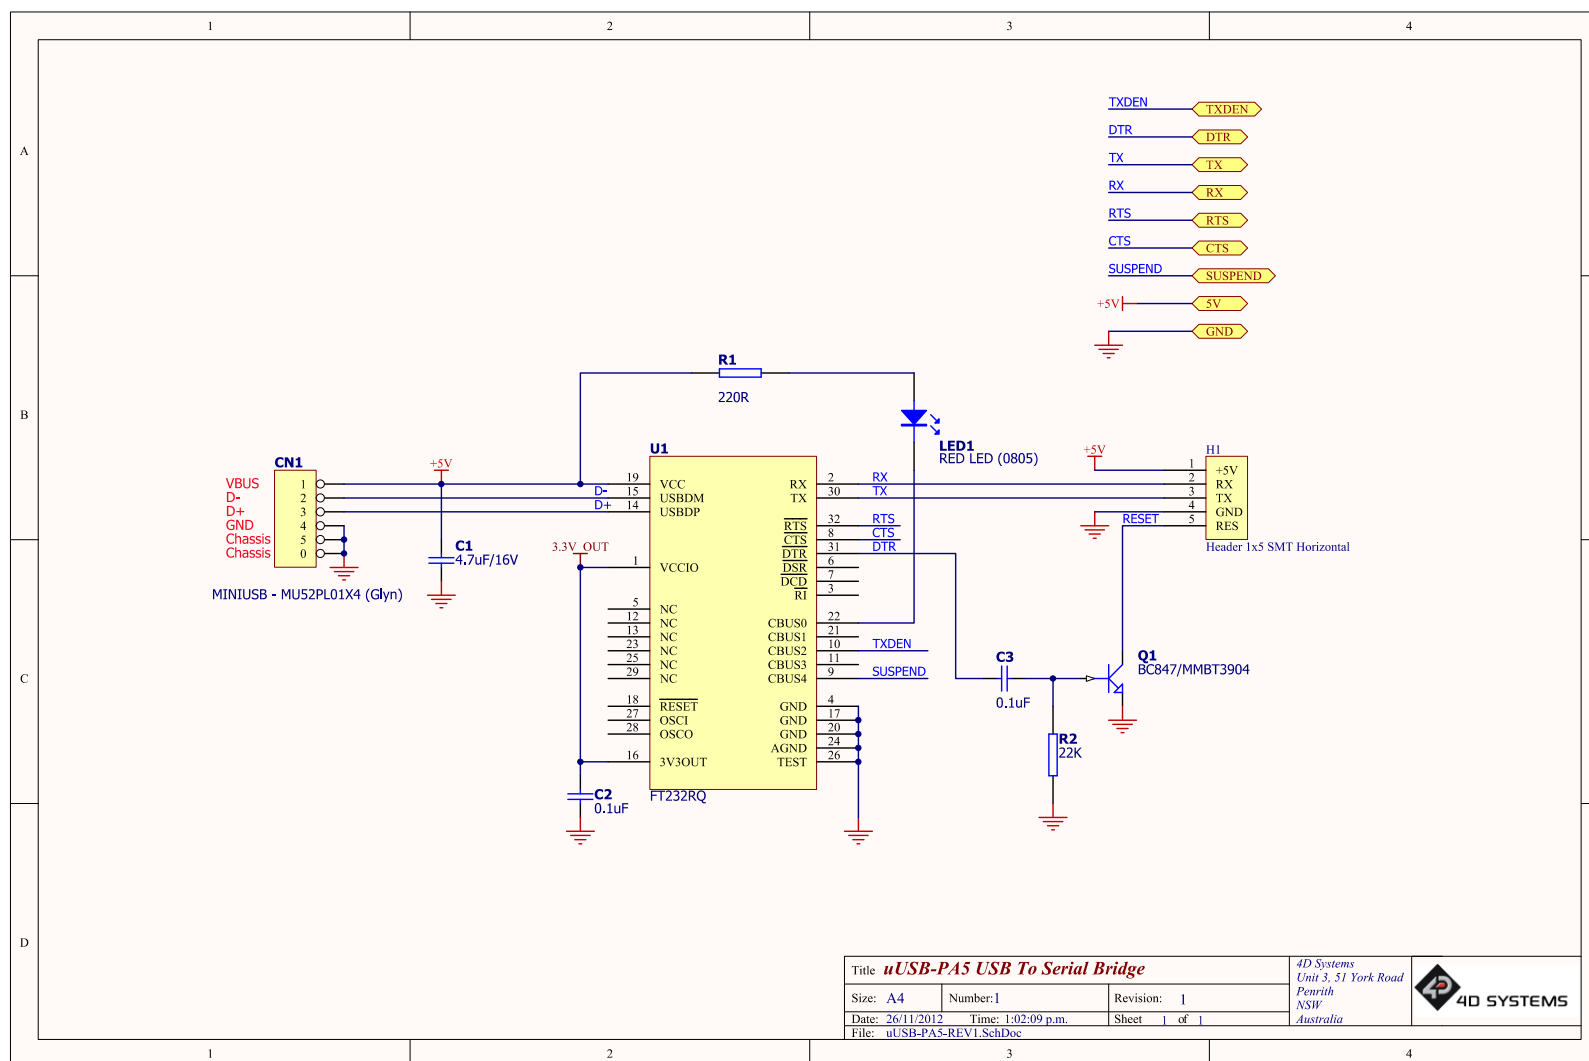 1 2 3 4
A
B
C
D
TXDEN TXDEN
DTR DTR
TX TX
RX RX
RTS RTS
CTS CTS
SUSPEND SUSPEND
+5V 5V
GND
R1
220R
LED1
RED LED (0805)
CN1
VBUS 1
D- 2
D+ 3
GND 4
Chassis 5
Chassis 0
MINIUSB - MU52PL01X4 (Glyn)
+5V
C1
4.7uF/16V
3.3V_OUT
D-
D+
U1
19 VCC
15 USBDM
14 USBDP
1 VCCIO
5 NC
12 NC
13 NC
23 NC
25 NC
29 NC
18 RESET
27 OSCI
28 OSCO
16 3V3OUT
RX 2 RX
TX 30 TX
RTS 32 RTS
CTS 8 CTS
DTR 31 DTR
DSR 6
DCD 7
RI 3
CBUS0 22
CBUS1 21
CBUS2 10 TXDEN
CBUS3 11
CBUS4 9 SUSPEND
GND 4
GND 17
GND 20
AGND 24
TEST 26
FT232RQ
C2
0.1uF
C3
0.1uF
R2
22K
Q1
BC847/MMBT3904
+5V
RESET
H1
1 +5V
2 RX
3 TX
4 GND
5 RES
Header 1x5 SMT Horizontal
Title uUSB-PA5 USB To Serial Bridge
Size: A4 Number:1 Revision: 1
Date: 26/11/2012 Time: 1:02:09 p.m. Sheet 1 of 1
File: uUSB-PA5-REV1.SchDoc
4D Systems
Unit 3, 51 York Road
Penrith
NSW
Australia
4D SYSTEMS
1 2 3 4